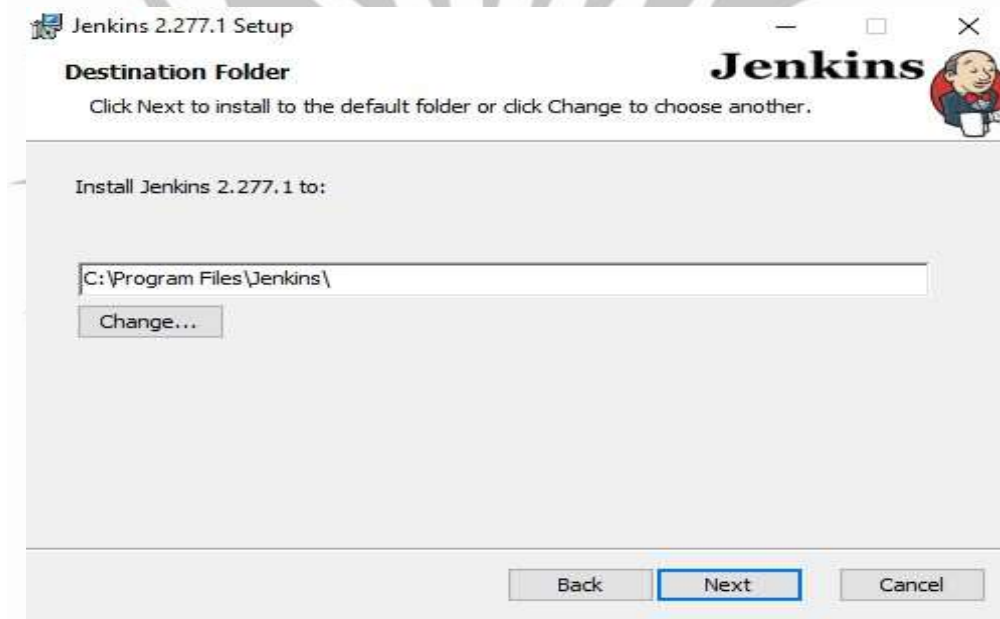 Jenkins 2.277.1 Setup
Destination Folder
Jenkins
Click Next to install to the default folder or click Change to choose another.
Install Jenkins 2.277.1 to:
C:\Program Files\Jenkins\
Change...
Back Next Cancel